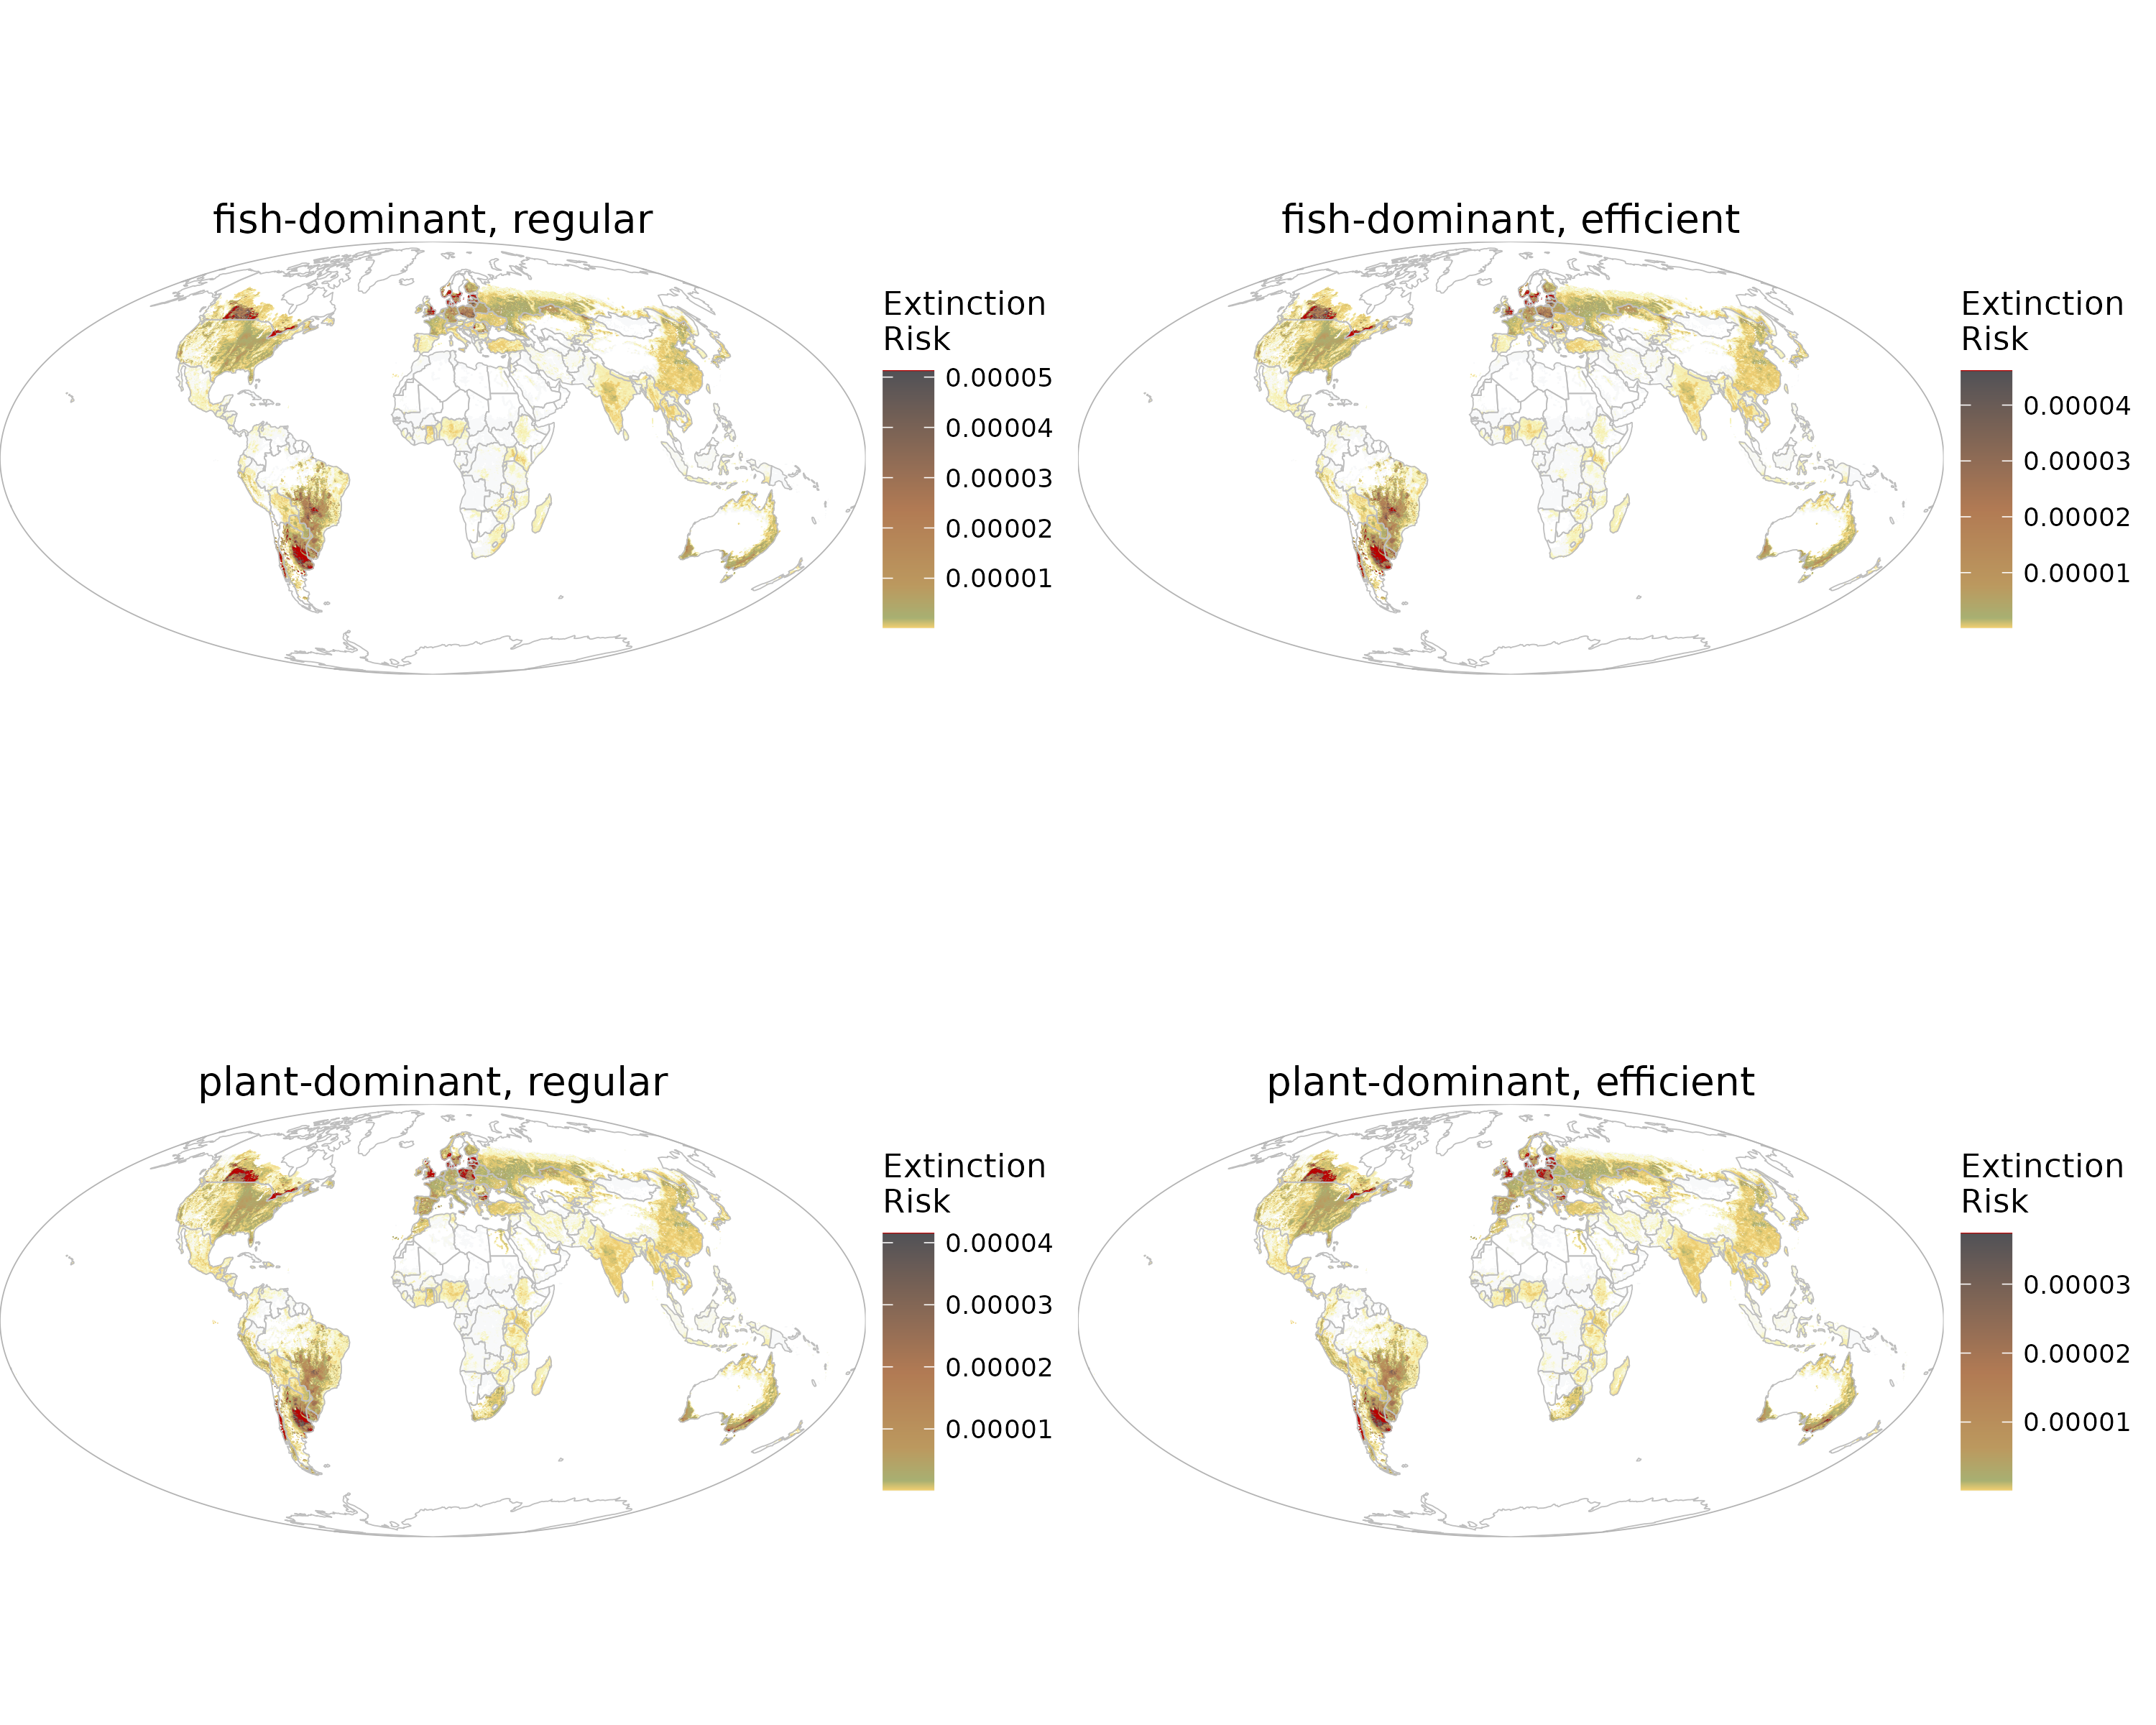 fish-dominant, regular
Extinction
Risk
0.00005
0.00004
0.00003
0.00002
0.00001
fish-dominant, efficient
Extinction
Risk
0.00004
0.00003
0.00002
0.00001
plant-dominant, regular
Extinction
Risk
0.00004
0.00003
0.00002
0.00001
plant-dominant, efficient
Extinction
Risk
0.00003
0.00002
0.00001